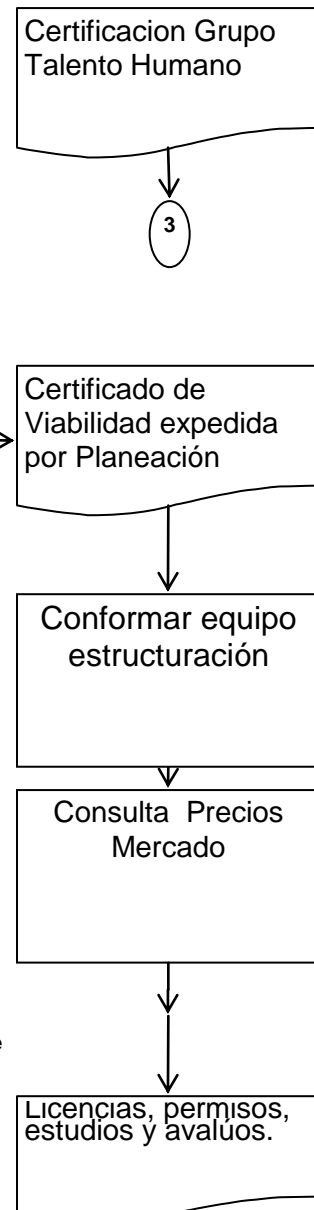 Certificacion Grupo
Talento Humano
3
Certificado de
Viabilidad expedida
por Planeación
Conformar equipo
estructuración
Consulta Precios
Mercado
e
Licencias, permisos,
estudios y avalúos.